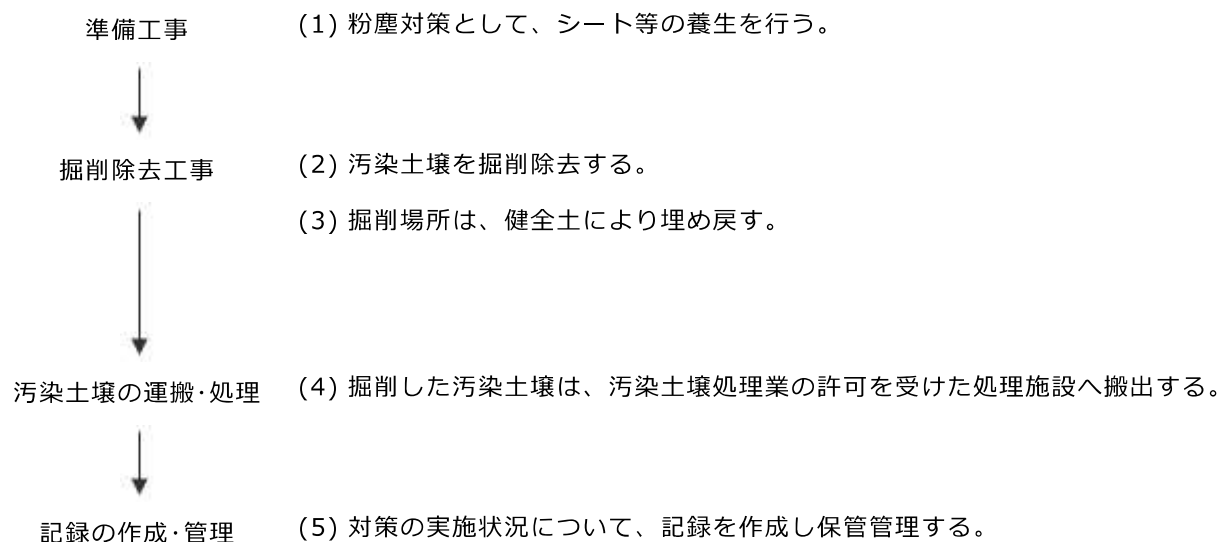 準備工事
(1) 粉塵対策として、シート等の養生を行う。
掘削除去工事
(2) 汚染土壌を掘削除去する。
(3) 掘削場所は、健全土により埋め戻す。
汚染土壌の運搬･処理
(4) 掘削した汚染土壌は、汚染土壌処理業の許可を受けた処理施設へ搬出する。
記録の作成･管理
(5) 対策の実施状況について、記録を作成し保管管理する。